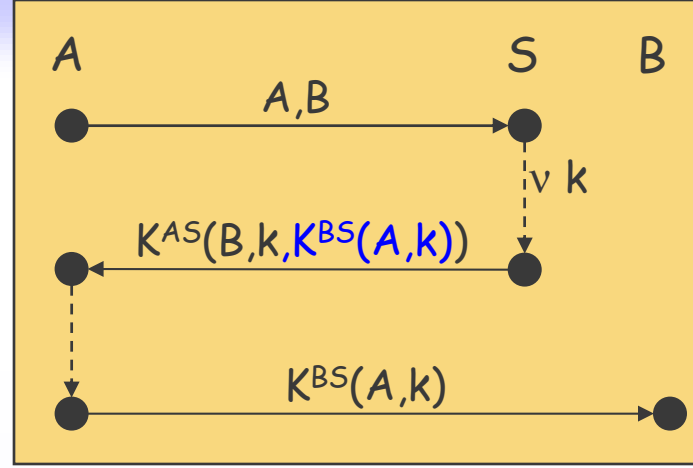 A S B
A,B
ν k
K^AS(B,k,K^BS(A,k))
K^BS(A,k)